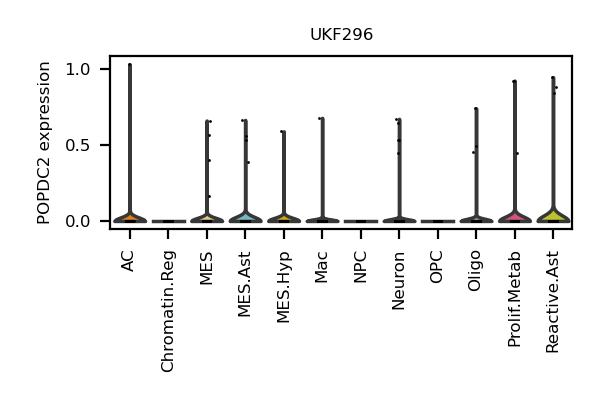 UKF296
POPDC2 expression
1.0
0.5
0.0
AC
Chromatin.Reg
MES
MES.Ast
MES.Hyp
Mac
NPC
Neuron
OPC
Oligo
Prolif.Metab
Reactive.Ast